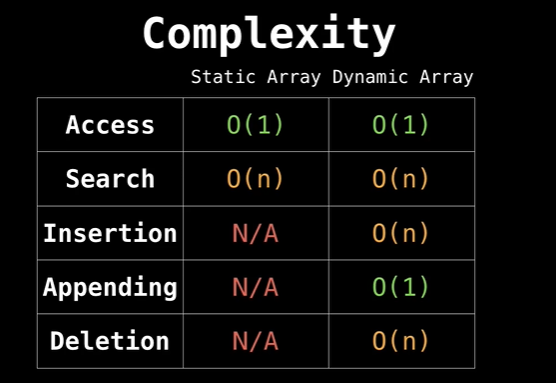 Complexity
Static Array Dynamic Array
Access O(1) O(1)
Search O(n) O(n)
Insertion N/A O(n)
Appending N/A O(1)
Deletion N/A O(n)